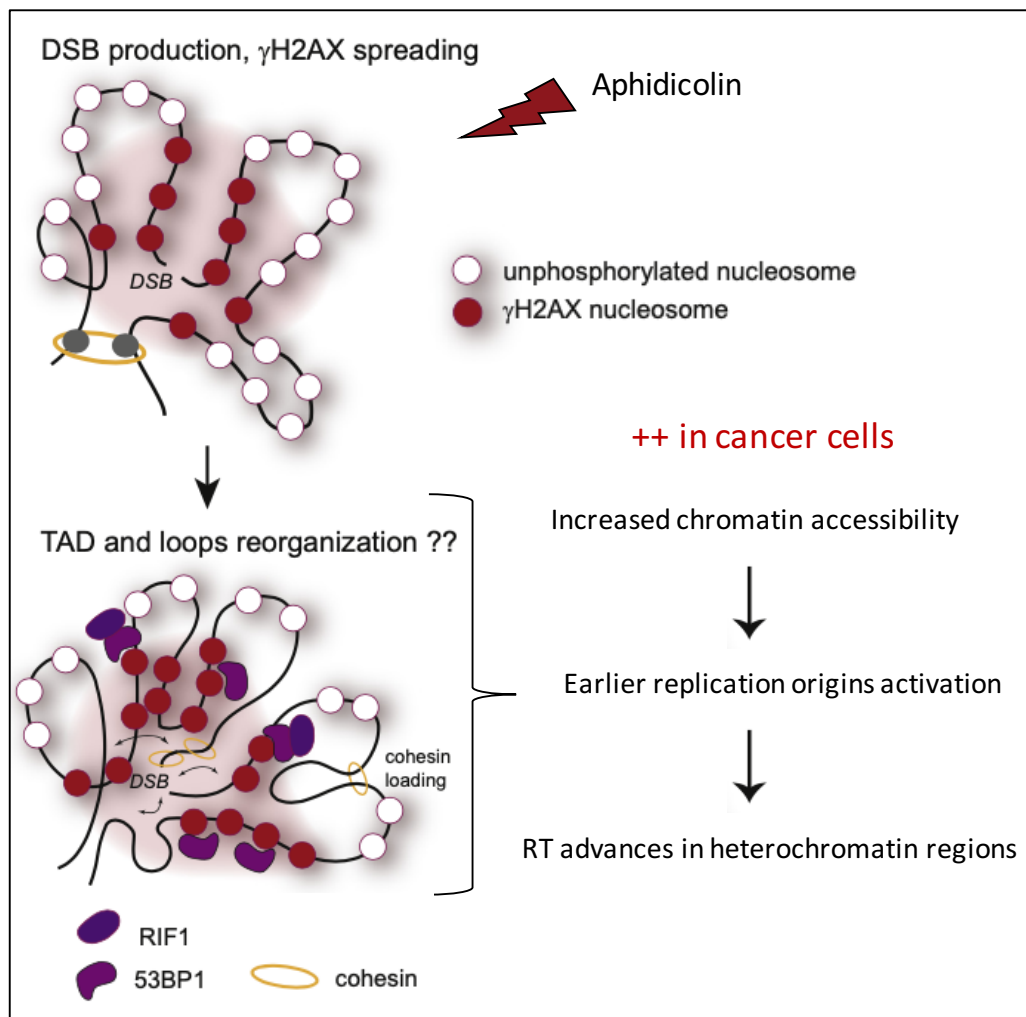 DSB production, γH2AX spreading
Aphidicolin
DSB
unphosphorylated nucleosome
γH2AX nucleosome
++ in cancer cells
TAD and loops reorganization ??
Increased chromatin accessibility
Earlier replication origins activation
cohesin
loading
DSB
RT advances in heterochromatin regions
RIF1
53BP1
cohesin